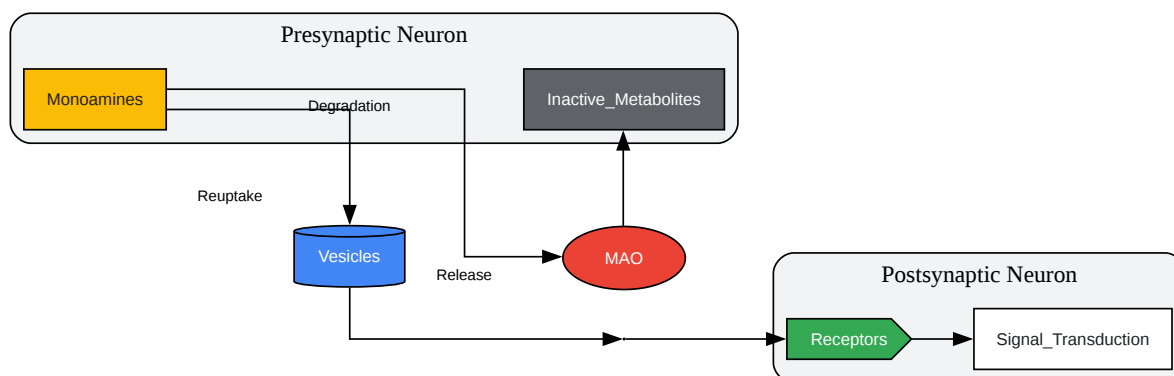 Presynaptic Neuron
Monoamines
Degradation
Inactive_Metabolites
Reuptake
Vesicles
MAO
Release
Postsynaptic Neuron
Receptors
Signal_Transduction